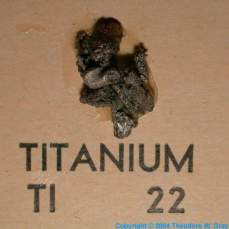 TITANIUM
TI 22
Copyright © 2004 Theodore W. Gray